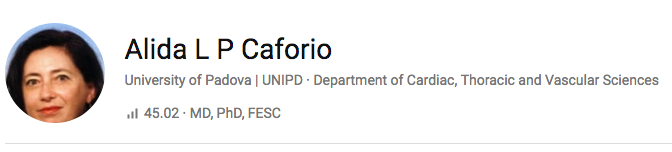 Alida L P Caforio
University of Padova | UNIPD · Department of Cardiac, Thoracic and Vascular Sciences
45.02 · MD, PhD, FESC